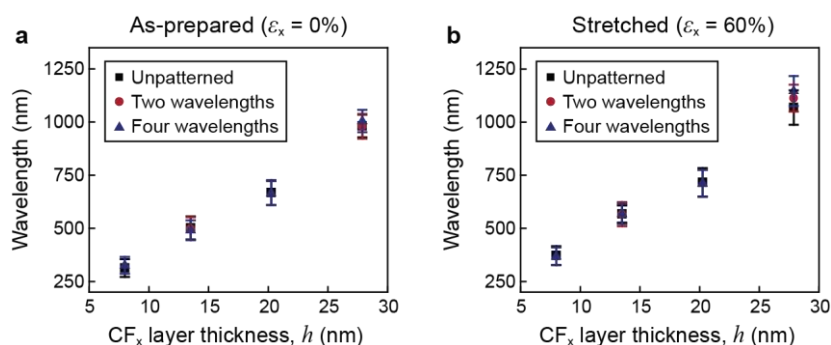 a
As-prepared (εx = 0%)
Wavelength (nm)
1250
1000
750
500
250
Unpatterned
Two wavelengths
Four wavelengths
5 10 15 20 25 30
CFx layer thickness, h (nm)
b
Stretched (εx = 60%)
Wavelength (nm)
1250
1000
750
500
250
Unpatterned
Two wavelengths
Four wavelengths
5 10 15 20 25 30
CFx layer thickness, h (nm)